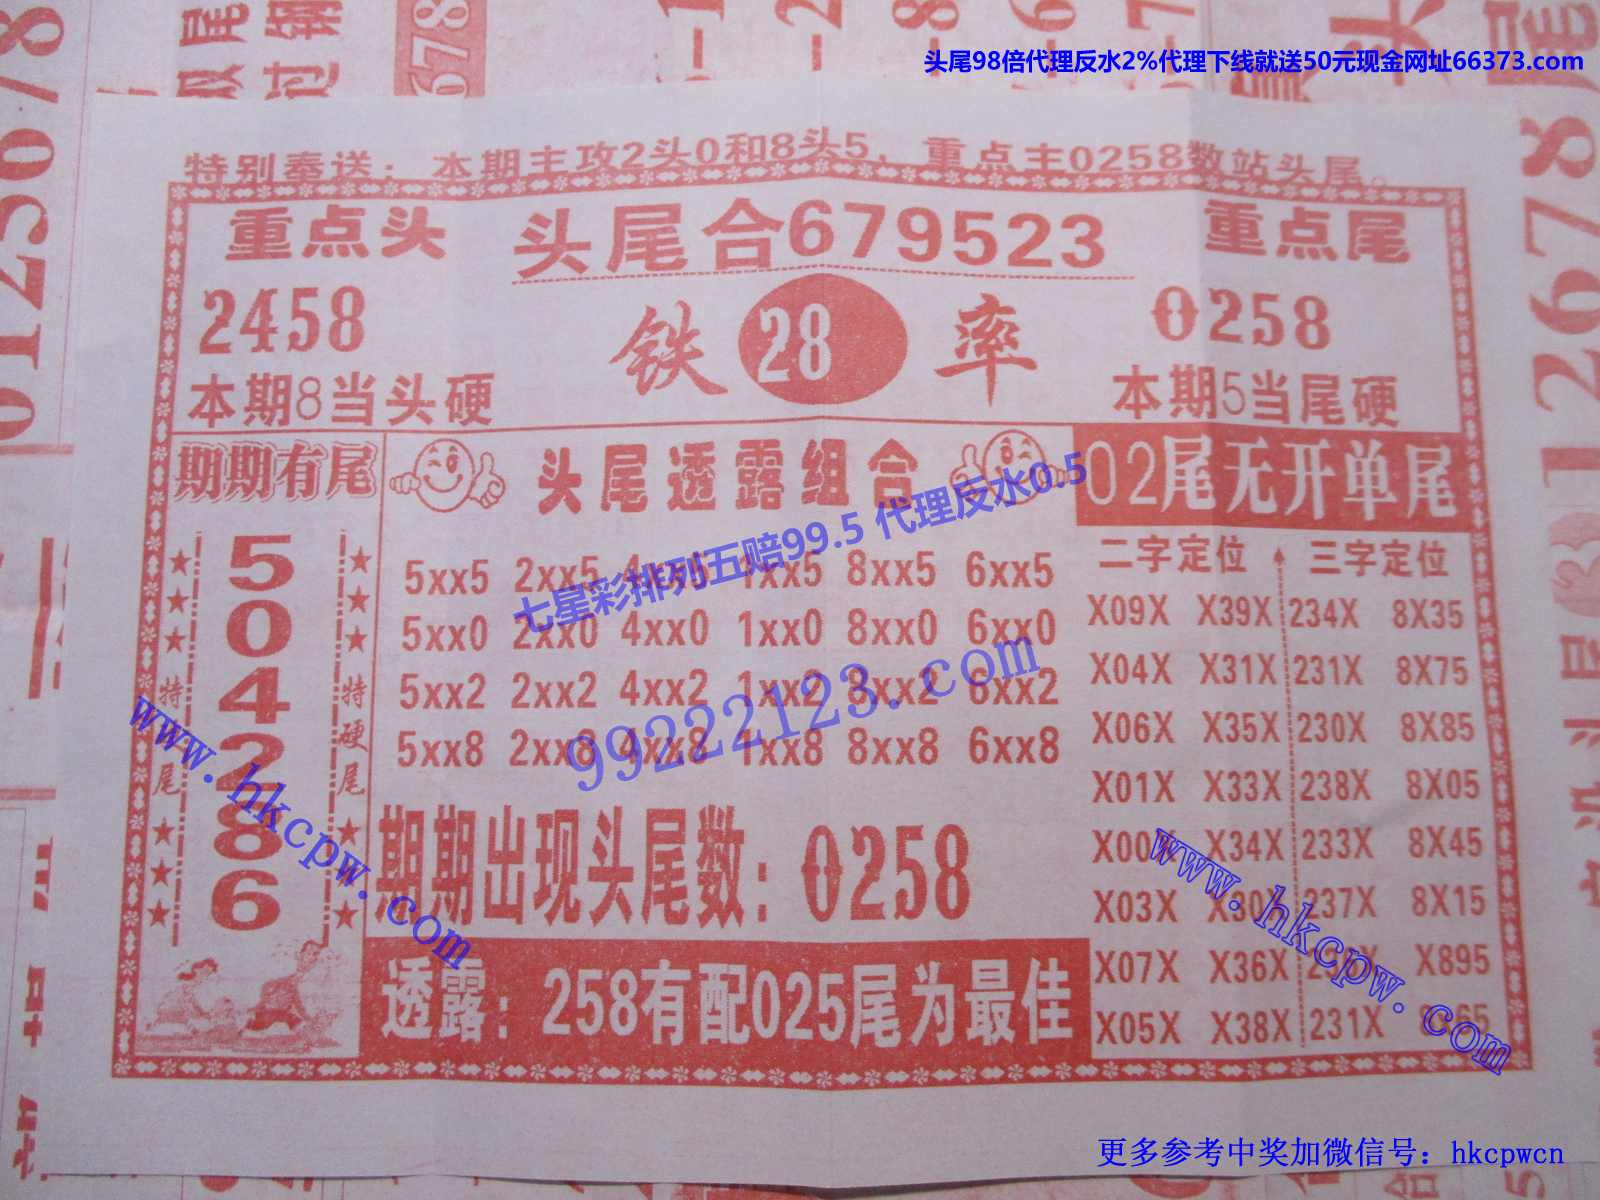 头尾98倍代理反水2%代理下线就送50元现金网址66373.com
特别奉送：本期主攻2头0和8头5，重点主0258数站头尾。
重点头
2458
本期8当头硬
头尾合679523
铁 28 率
重点尾
0258
本期5当尾硬
期期有尾
5
0
4
2
8
6
特尾
特硬尾
头尾透露组合
七星彩排列五赔99.5 代理反水0.5
5xx5 2xx5 4xx5 1xx5 8xx5 6xx5
5xx0 2xx0 4xx0 1xx0 8xx0 6xx0
5xx2 2xx2 4xx2 1xx2 8xx2 6xx2
5xx8 2xx8 4xx8 1xx8 8xx8 6xx8
99222123.com
期期出现头尾数：0258
透露：258有配025尾为最佳
02尾无开单尾
二字定位 三字定位
X09X X39X 234X 8X35
X04X X31X 231X 8X75
X06X X35X 230X 8X85
X01X X33X 238X 8X05
X00X X34X 233X 8X45
X03X X30X 237X 8X15
X07X X36X X895
X05X X38X 231X
www.hkcpw.com
www.hkcpw.com
更多参考中奖加微信号：hkcpwcn